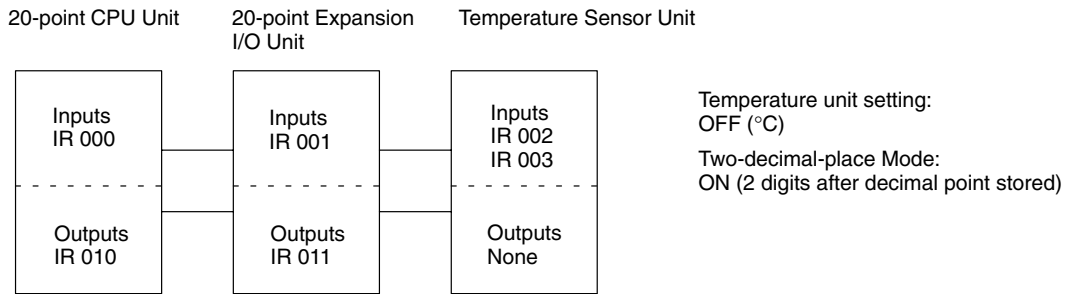 20-point CPU Unit
20-point Expansion
I/O Unit
Temperature Sensor Unit
Inputs
IR 000
Outputs
IR 010
Inputs
IR 001
Outputs
IR 011
Inputs
IR 002
IR 003
Outputs
None
Temperature unit setting:
OFF (°C)
Two-decimal-place Mode:
ON (2 digits after decimal point stored)